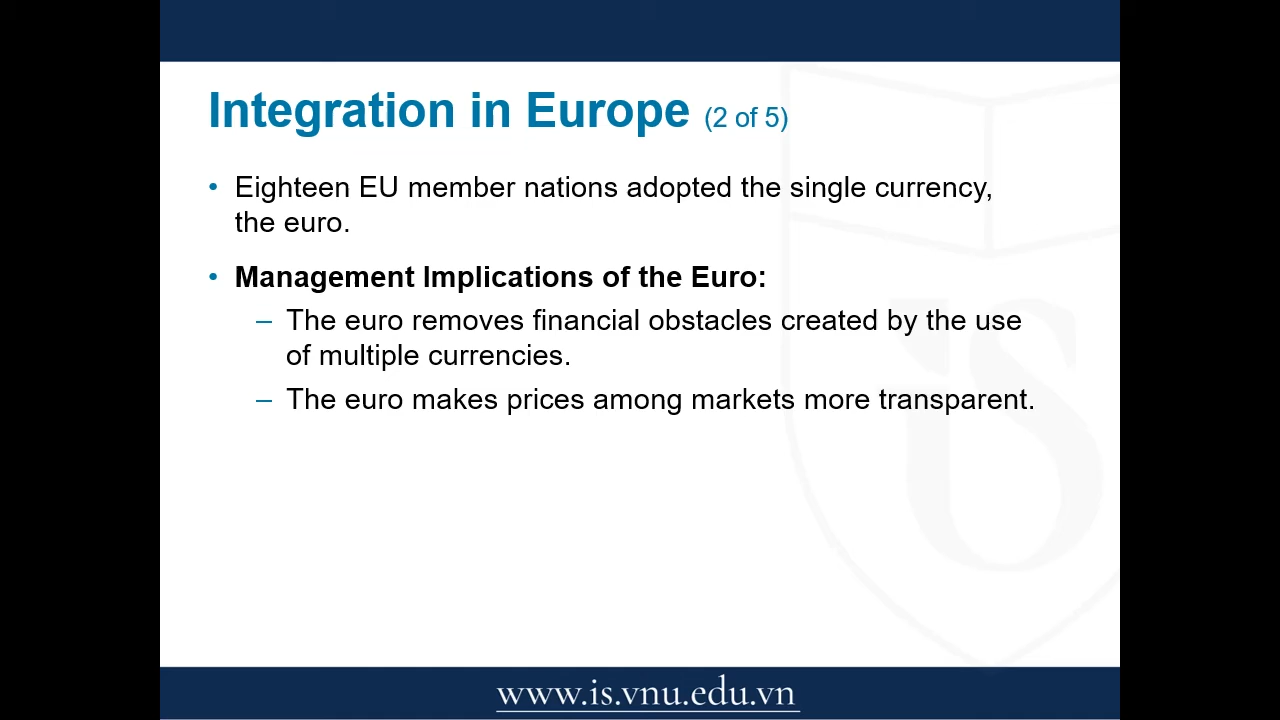 Integration in Europe (2 of 5)
• Eighteen EU member nations adopted the single currency,
the euro.
• Management Implications of the Euro:
– The euro removes financial obstacles created by the use
of multiple currencies.
– The euro makes prices among markets more transparent.
iS
www.is.vnu.edu.vn